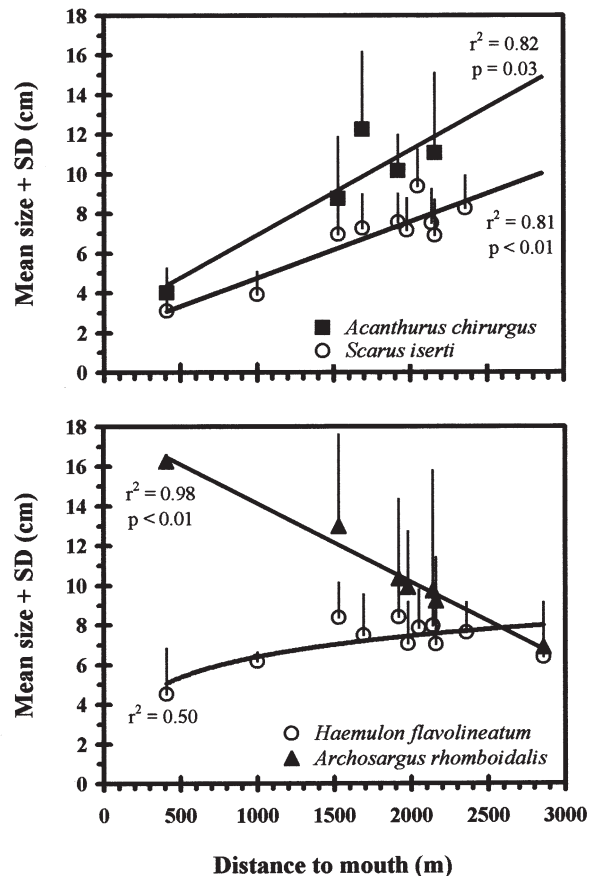 18
16
14
12
10
8
6
4
2
0
Mean size + SD (cm)
r² = 0.82
p = 0.03
r² = 0.81
p < 0.01
Acanthurus chirurgus
Scarus iserti
18
16
14
12
10
8
6
4
2
0
Mean size + SD (cm)
r² = 0.98
p < 0.01
r² = 0.50
Haemulon flavolineatum
Archosargus rhomboidalis
0 500 1000 1500 2000 2500 3000
Distance to mouth (m)